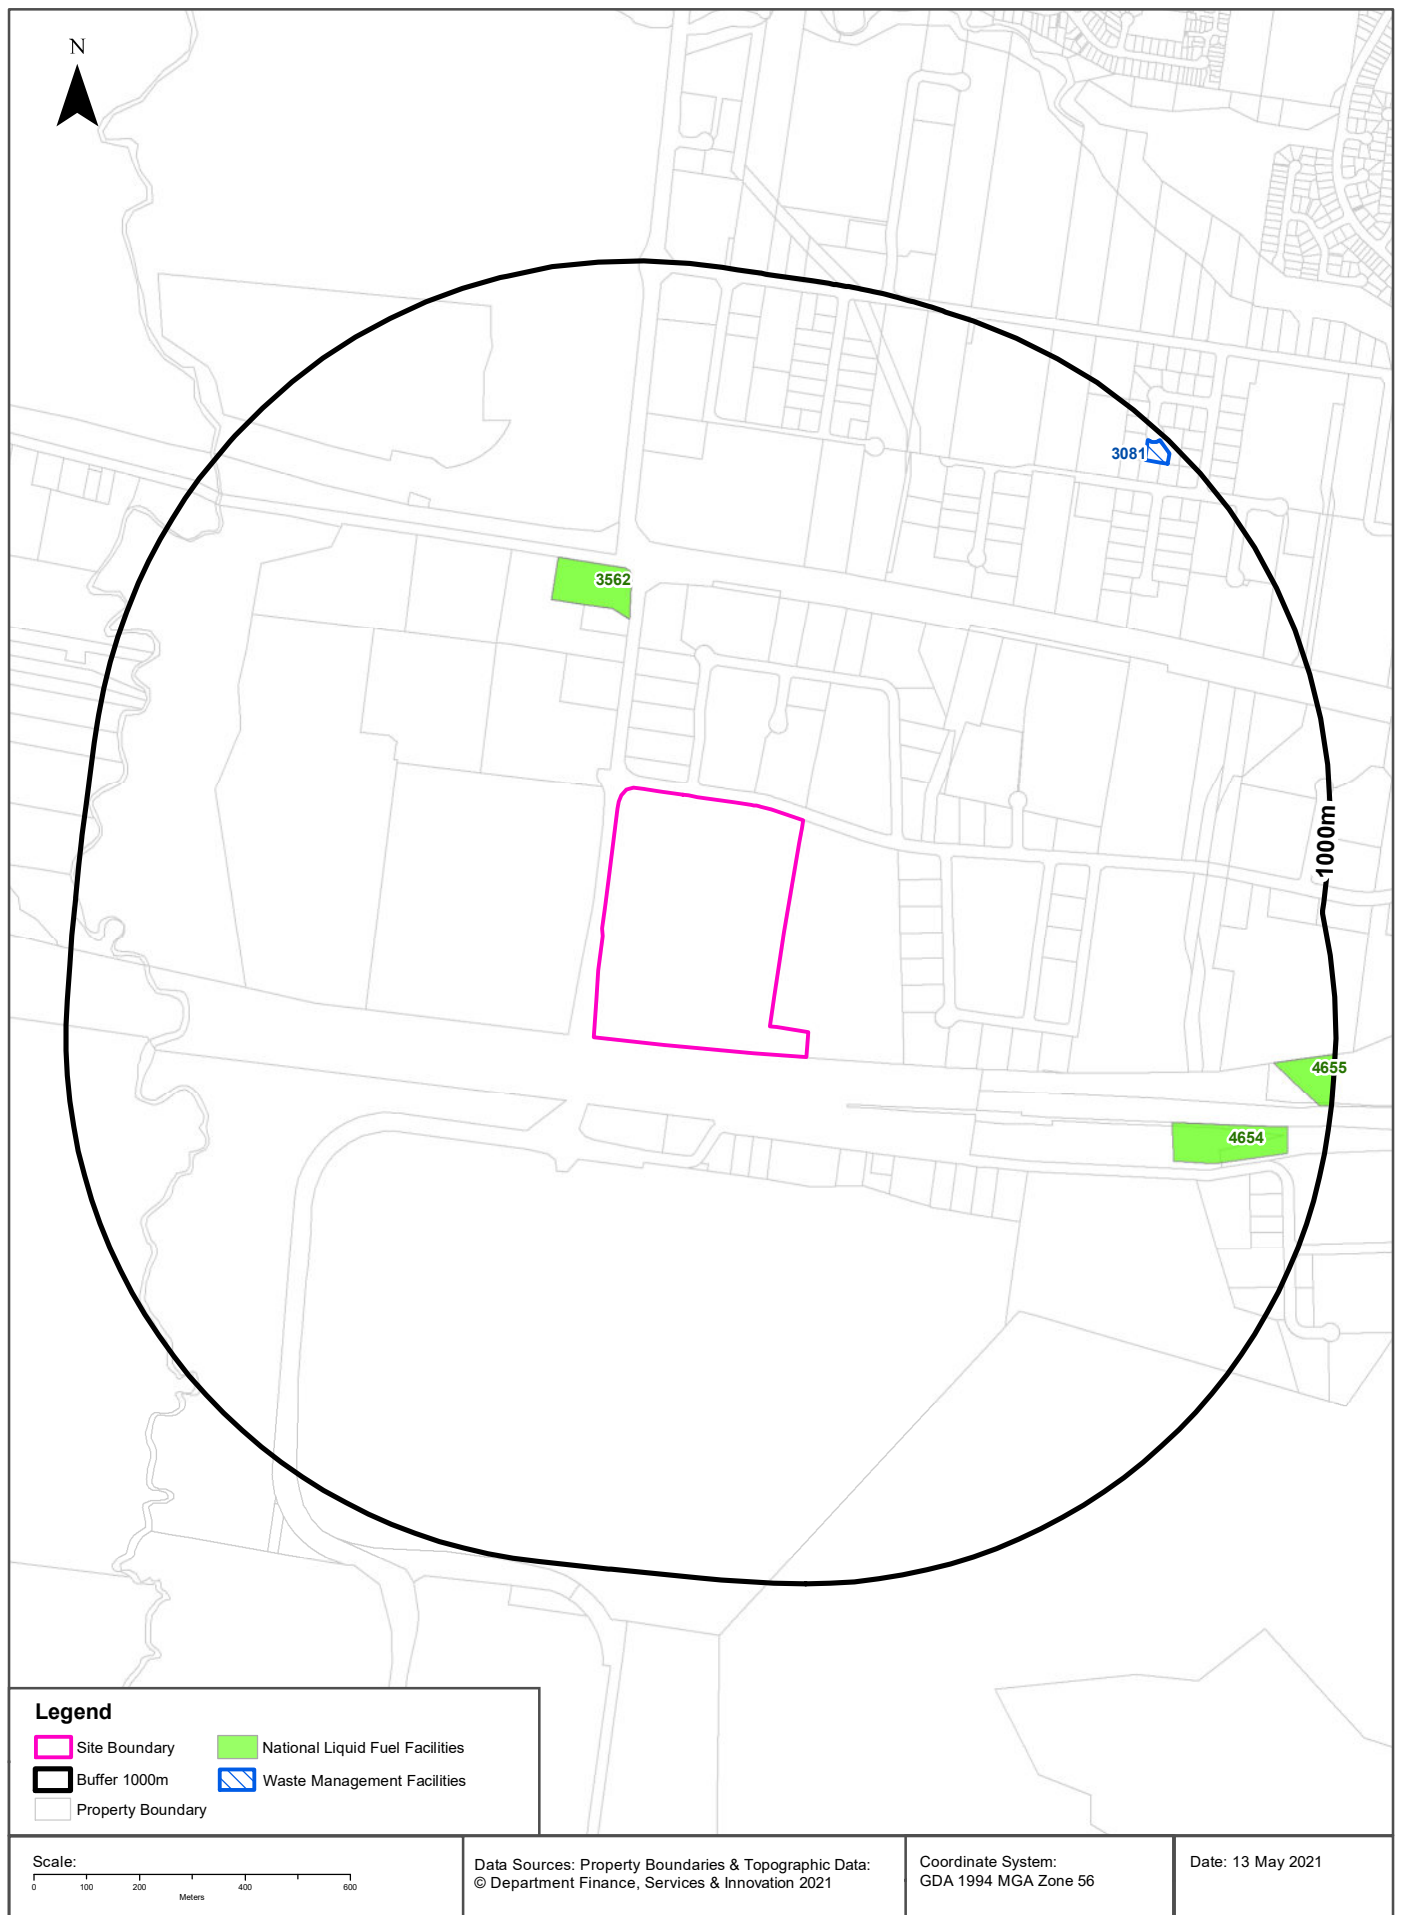 N
3081
3562
1000m
4655
4654
Legend
Site Boundary
National Liquid Fuel Facilities
Buffer 1000m
Waste Management Facilities
Property Boundary
Scale:
0 100 200 400 600
Meters
Data Sources: Property Boundaries & Topographic Data:
© Department Finance, Services & Innovation 2021
Coordinate System:
GDA 1994 MGA Zone 56
Date: 13 May 2021